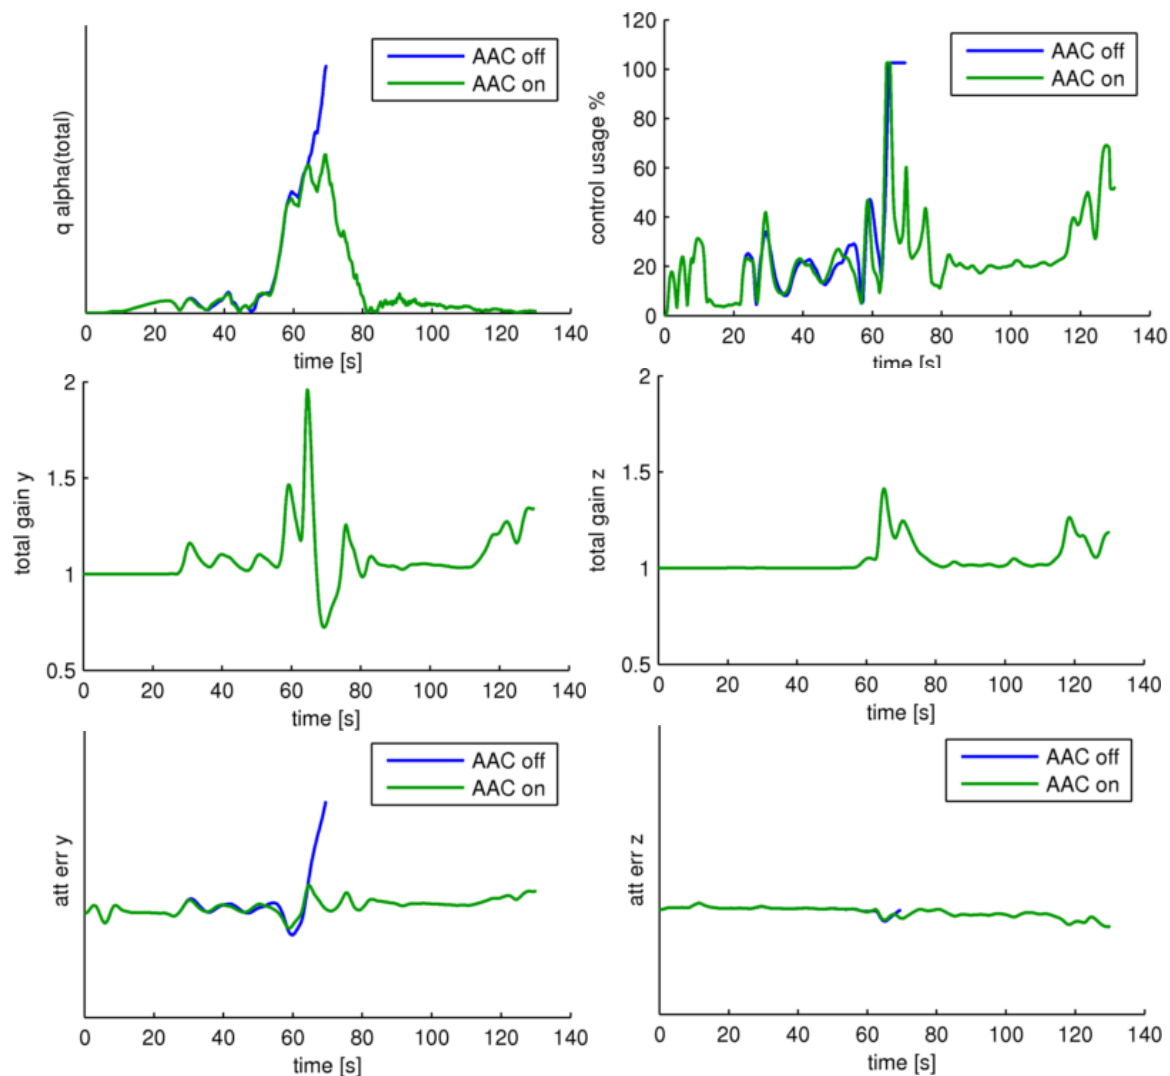 AAC off
AAC on
q alpha(total)
0 20 40 60 80 100 120 140
time [s]
120
100
80
60
40
20
0
AAC off
AAC on
control usage %
0 20 40 60 80 100 120 140
time [s]
2
1.5
1
0.5
total gain y
0 20 40 60 80 100 120 140
time [s]
2
1.5
1
0.5
total gain z
0 20 40 60 80 100 120 140
time [s]
AAC off
AAC on
att err y
0 20 40 60 80 100 120 140
time [s]
AAC off
AAC on
att err z
0 20 40 60 80 100 120 140
time [s]